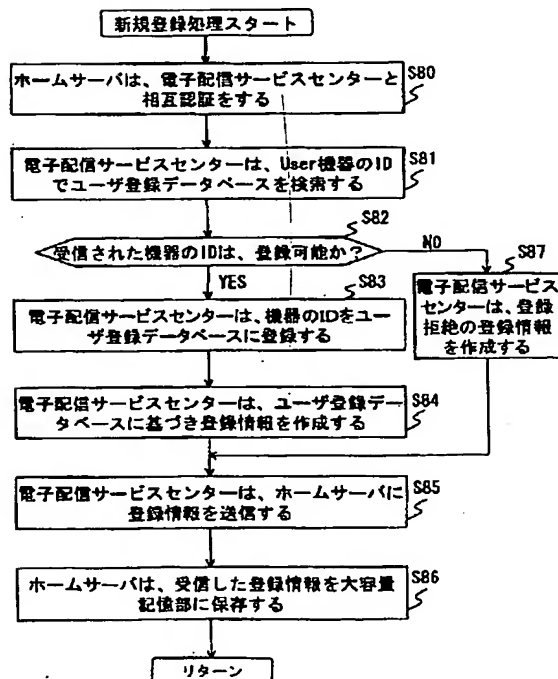 新規登録処理スタート
S80
ホームサーバは、電子配信サービスセンターと
相互認証をする
S81
電子配信サービスセンターは、User機器のID
でユーザ登録データベースを検索する
S82
受信された機器のIDは、登録可能か？
NO
YES
S87
電子配信サービス
センターは、登録
拒絶の登録情報
を作成する
S83
電子配信サービスセンターは、機器のIDをユー
ザ登録データベースに登録する
S84
電子配信サービスセンターは、ユーザ登録デー
タベースに基づき登録情報を作成する
S85
電子配信サービスセンターは、ホームサーバに
登録情報を送信する
S86
ホームサーバは、受信した登録情報を大容量
記憶部に保存する
リターン